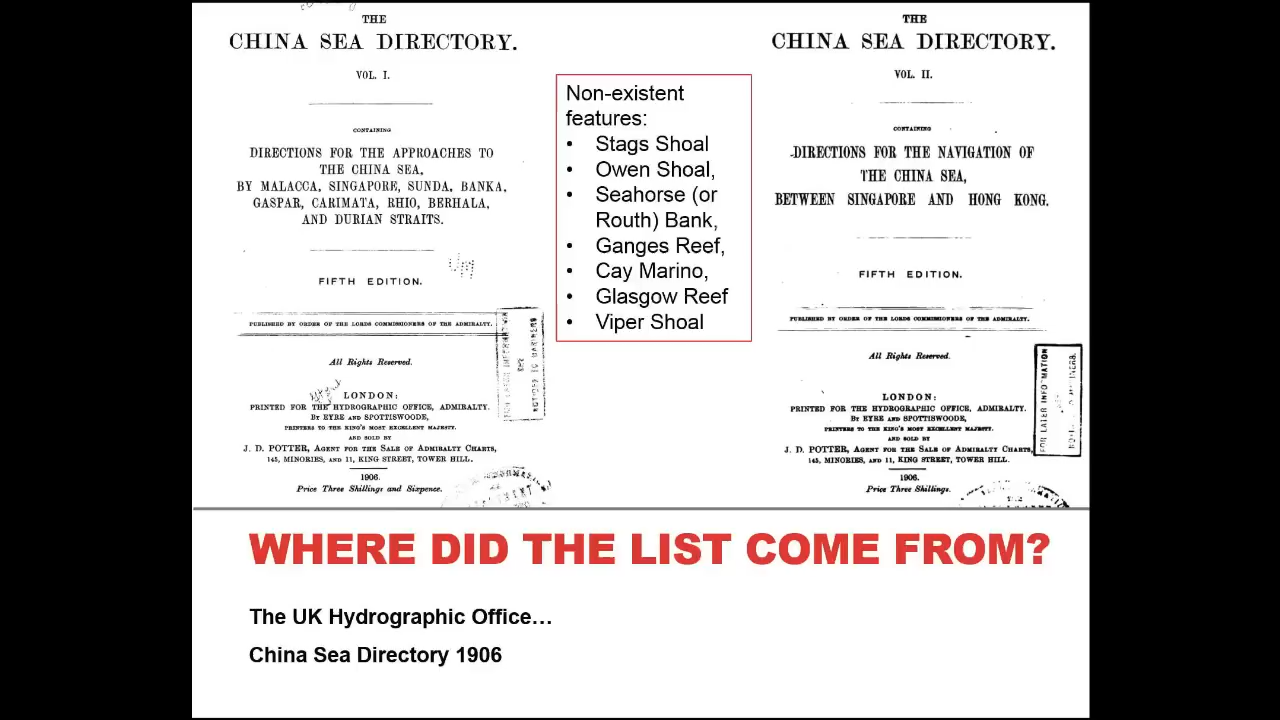 THE
CHINA SEA DIRECTORY.
VOL. I.
CONTAINING
DIRECTIONS FOR THE APPROACHES TO
THE CHINA SEA,
BY MALACCA, SINGAPORE, SUNDA, BANKA,
GASPAR, CARIMATA, RHIO, BERHALA,
AND DURIAN STRAITS.
FIFTH EDITION.
PUBLISHED BY ORDER OF THE LORDS COMMISSIONERS OF THE ADMIRALTY.
All Rights Reserved.
LONDON:
PRINTED FOR THE HYDROGRAPHIC OFFICE, ADMIRALTY.
BY EYRE AND SPOTTISWOODE,
PRINTERS TO THE KING'S MOST EXCELLENT MAJESTY.
AND SOLD BY
J. D. POTTER, AGENT FOR THE SALE OF ADMIRALTY CHARTS,
145, MINORIES, AND 11, KING STREET, TOWER HILL.
1906.
Price Three Shillings and Sixpence.
FOR LATER INFORMATION
SEE
NOTICES TO MARINERS
Non-existent
features:
• Stags Shoal
• Owen Shoal,
• Seahorse (or
Routh) Bank,
• Ganges Reef,
• Cay Marino,
• Glasgow Reef
• Viper Shoal
THE
CHINA SEA DIRECTORY.
VOL. II.
CONTAINING
DIRECTIONS FOR THE NAVIGATION OF
THE CHINA SEA,
BETWEEN SINGAPORE AND HONG KONG.
FIFTH EDITION.
PUBLISHED BY ORDER OF THE LORDS COMMISSIONERS OF THE ADMIRALTY.
All Rights Reserved.
LONDON:
PRINTED FOR THE HYDROGRAPHIC OFFICE, ADMIRALTY.
BY EYRE AND SPOTTISWOODE,
PRINTERS TO THE KING'S MOST EXCELLENT MAJESTY.
AND SOLD BY
J. D. POTTER, AGENT FOR THE SALE OF ADMIRALTY CHARTS,
145, MINORIES, AND 11, KING STREET, TOWER HILL.
1906.
Price Three Shillings.
FOR LATER INFORMATION
WHERE DID THE LIST COME FROM?
The UK Hydrographic Office…
China Sea Directory 1906